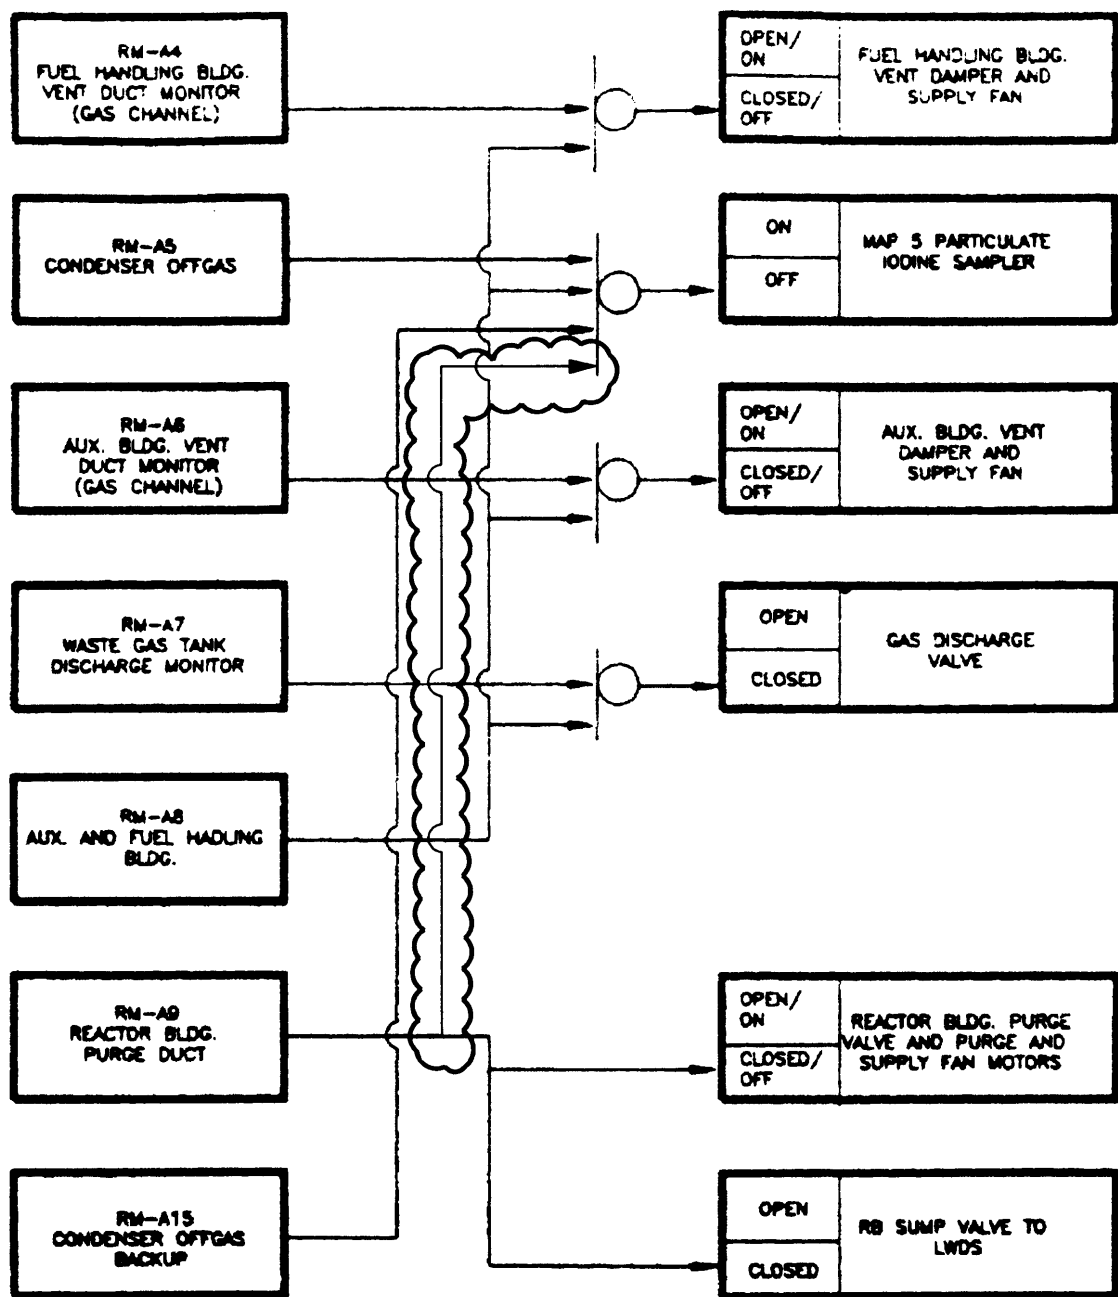 RM-A4
FUEL HANDLING BLDG.
VENT DUCT MONITOR
(GAS CHANNEL)
OPEN/
ON
CLOSED/
OFF
FUEL HANDLING BLDG.
VENT DAMPER AND
SUPPLY FAN
RM-A5
CONDENSER OFFGAS
ON
OFF
MAP 5 PARTICULATE
IODINE SAMPLER
RM-A6
AUX. BLDG. VENT
DUCT MONITOR
(GAS CHANNEL)
OPEN/
ON
CLOSED/
OFF
AUX. BLDG. VENT
DAMPER AND
SUPPLY FAN
RM-A7
WASTE GAS TANK
DISCHARGE MONITOR
OPEN
CLOSED
GAS DISCHARGE
VALVE
RM-A8
AUX. AND FUEL HADLING
BLDG.
RM-A9
REACTOR BLDG.
PURGE DUCT
OPEN/
ON
CLOSED/
OFF
REACTOR BLDG. PURGE
VALVE AND PURGE AND
SUPPLY FAN MOTORS
RM-A15
CONDENSER OFFGAS
BACKUP
OPEN
CLOSED
RB SUMP VALVE TO
LWDS